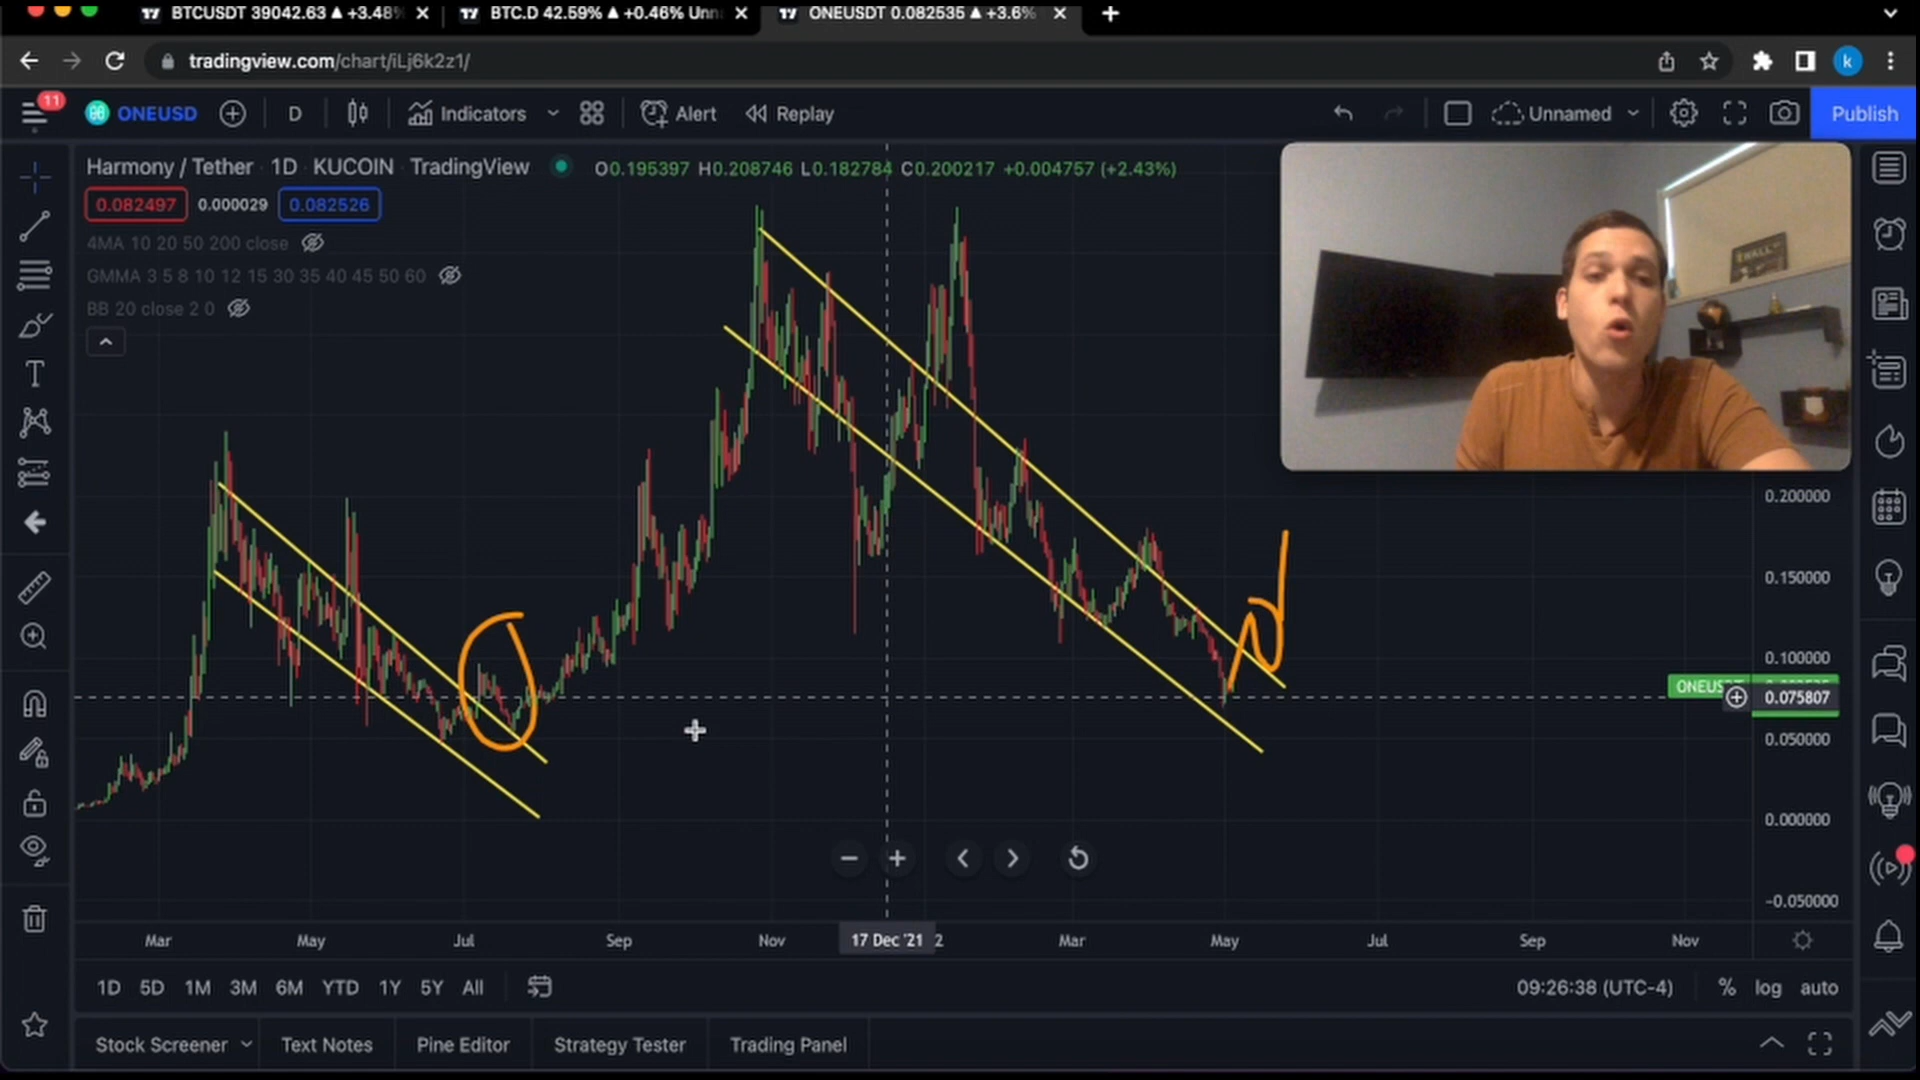 BTCUSDT 39042.63 ▲ +3.48%
BTC.D 42.59% ▲ +0.46% Unn
ONEUSDT 0.082535 ▲ +3.6%
tradingview.com/chart/iLj6k2z1/
k
11
ONEUSD
D
Indicators
Alert
Replay
Unnamed
Publish
Harmony / Tether · 1D · KUCOIN · TradingView
O0.195397 H0.208746 L0.182784 C0.200217 +0.004757 (+2.43%)
0.082497 0.000029 0.082526
4MA 10 20 50 200 close
GMMA 3 5 8 10 12 15 30 35 40 45 50 60
BB 20 close 2 0
WALL
0.200000
0.150000
0.100000
ONEUS
0.075807
0.050000
0.000000
-0.050000
Mar May Jul Sep Nov 17 Dec '21 2 Mar May Jul Sep Nov
1D 5D 1M 3M 6M YTD 1Y 5Y All
09:26:38 (UTC-4) % log auto
Stock Screener Text Notes Pine Editor Strategy Tester Trading Panel